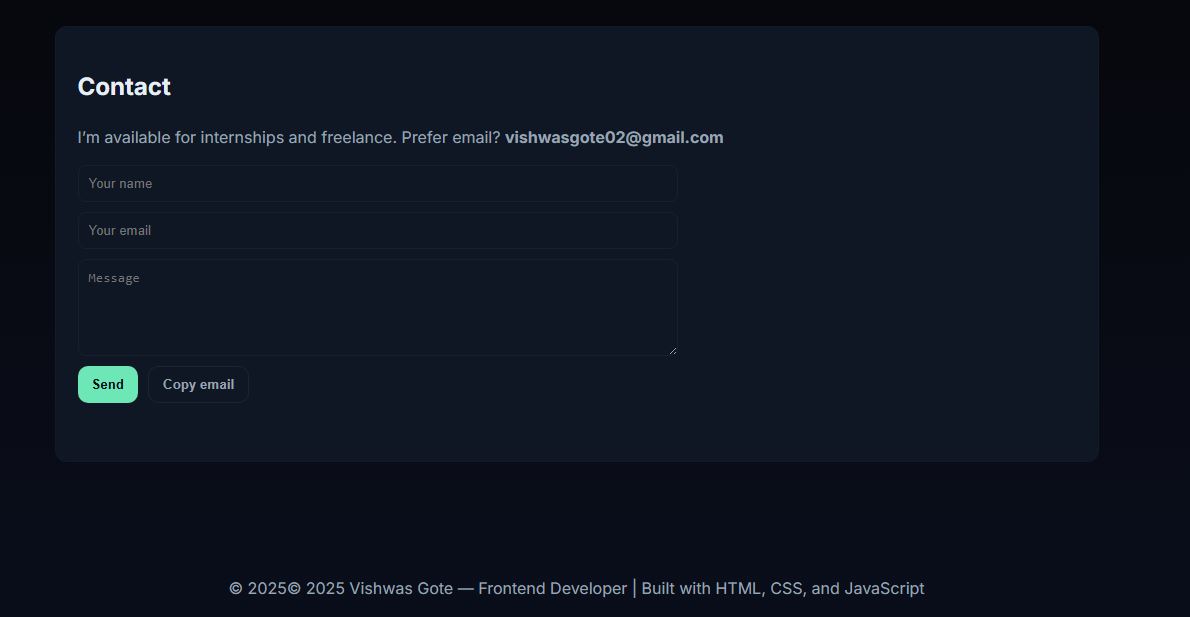 Contact
I’m available for internships and freelance. Prefer email? vishwasgote02@gmail.com
Your name
Your email
Message
Send Copy email
© 2025© 2025 Vishwas Gote — Frontend Developer | Built with HTML, CSS, and JavaScript